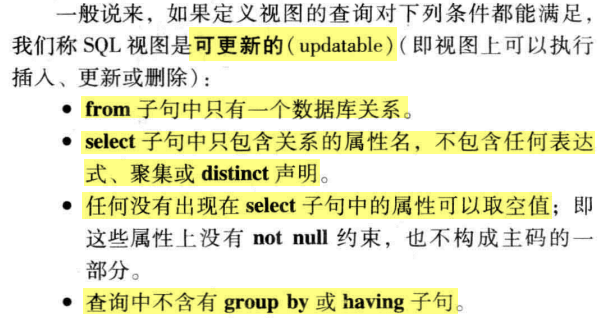 一般说来，如果定义视图的查询对下列条件都能满足，
我们称 SQL 视图是可更新的(updatable)(即视图上可以执行
插入、更新或删除)：
• from 子句中只有一个数据库关系。
• select 子句中只包含关系的属性名，不包含任何表达
式、聚集或 distinct 声明。
• 任何没有出现在 select 子句中的属性可以取空值；即
这些属性上没有 not null 约束，也不构成主码的一
部分。
• 查询中不含有 group by 或 having 子句。